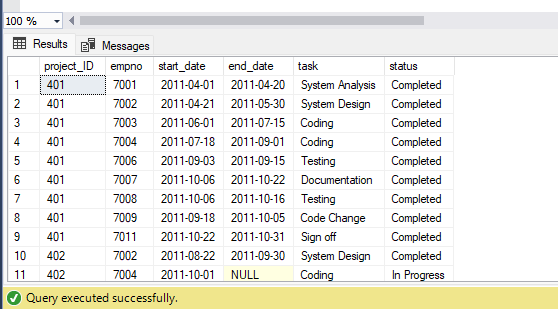 100 %
Results Messages
project_ID empno start_date end_date task status
1 401 7001 2011-04-01 2011-04-20 System Analysis Completed
2 401 7002 2011-04-21 2011-05-30 System Design Completed
3 401 7003 2011-06-01 2011-07-15 Coding Completed
4 401 7004 2011-07-18 2011-09-01 Coding Completed
5 401 7006 2011-09-03 2011-09-15 Testing Completed
6 401 7007 2011-10-06 2011-10-22 Documentation Completed
7 401 7008 2011-10-06 2011-10-16 Testing Completed
8 401 7009 2011-09-18 2011-10-05 Code Change Completed
9 401 7011 2011-10-22 2011-10-31 Sign off Completed
10 402 7002 2011-08-22 2011-09-30 System Design Completed
11 402 7004 2011-10-01 NULL Coding In Progress
Query executed successfully.